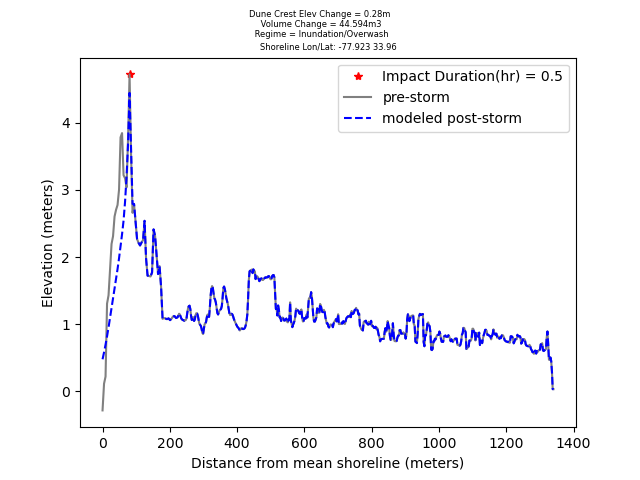 Dune Crest Elev Change = 0.28m
Volume Change = 44.594m3
Regime = Inundation/Overwash
Shoreline Lon/Lat: -77.923 33.96
Impact Duration(hr) = 0.5
pre-storm
modeled post-storm
4
3
2
1
0
Elevation (meters)
0 200 400 600 800 1000 1200 1400
Distance from mean shoreline (meters)